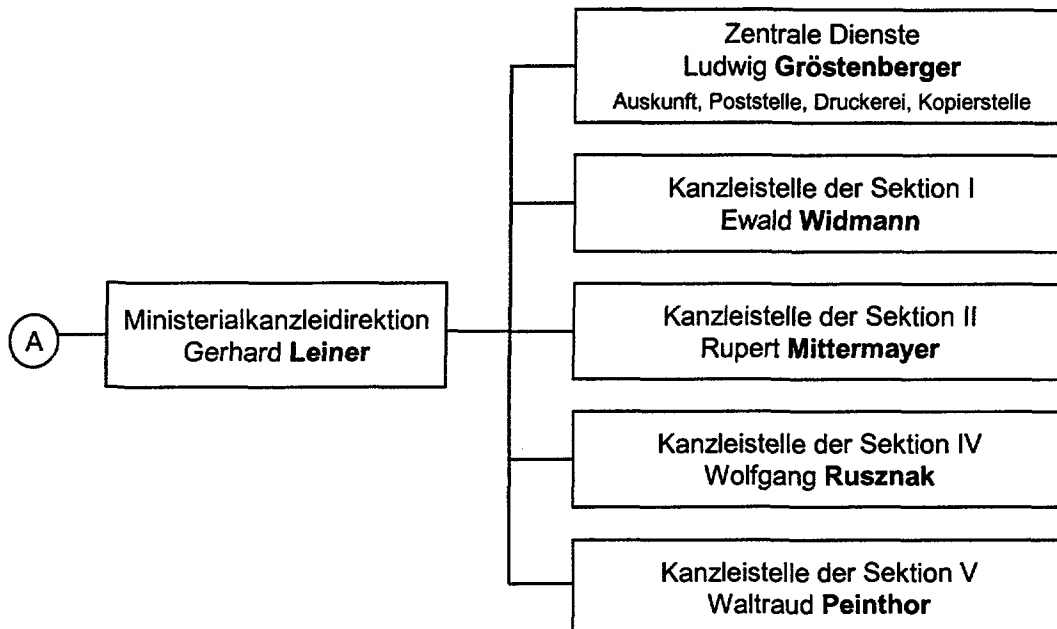 Zentrale Dienste
Ludwig Gröstenberger
Auskunft, Poststelle, Druckerei, Kopierstelle
Kanzleistelle der Sektion I
Ewald Widmann
A
Ministerialkanzleidirektion
Gerhard Leiner
Kanzleistelle der Sektion II
Rupert Mittermayer
Kanzleistelle der Sektion IV
Wolfgang Rusznak
Kanzleistelle der Sektion V
Waltraud Peinthor